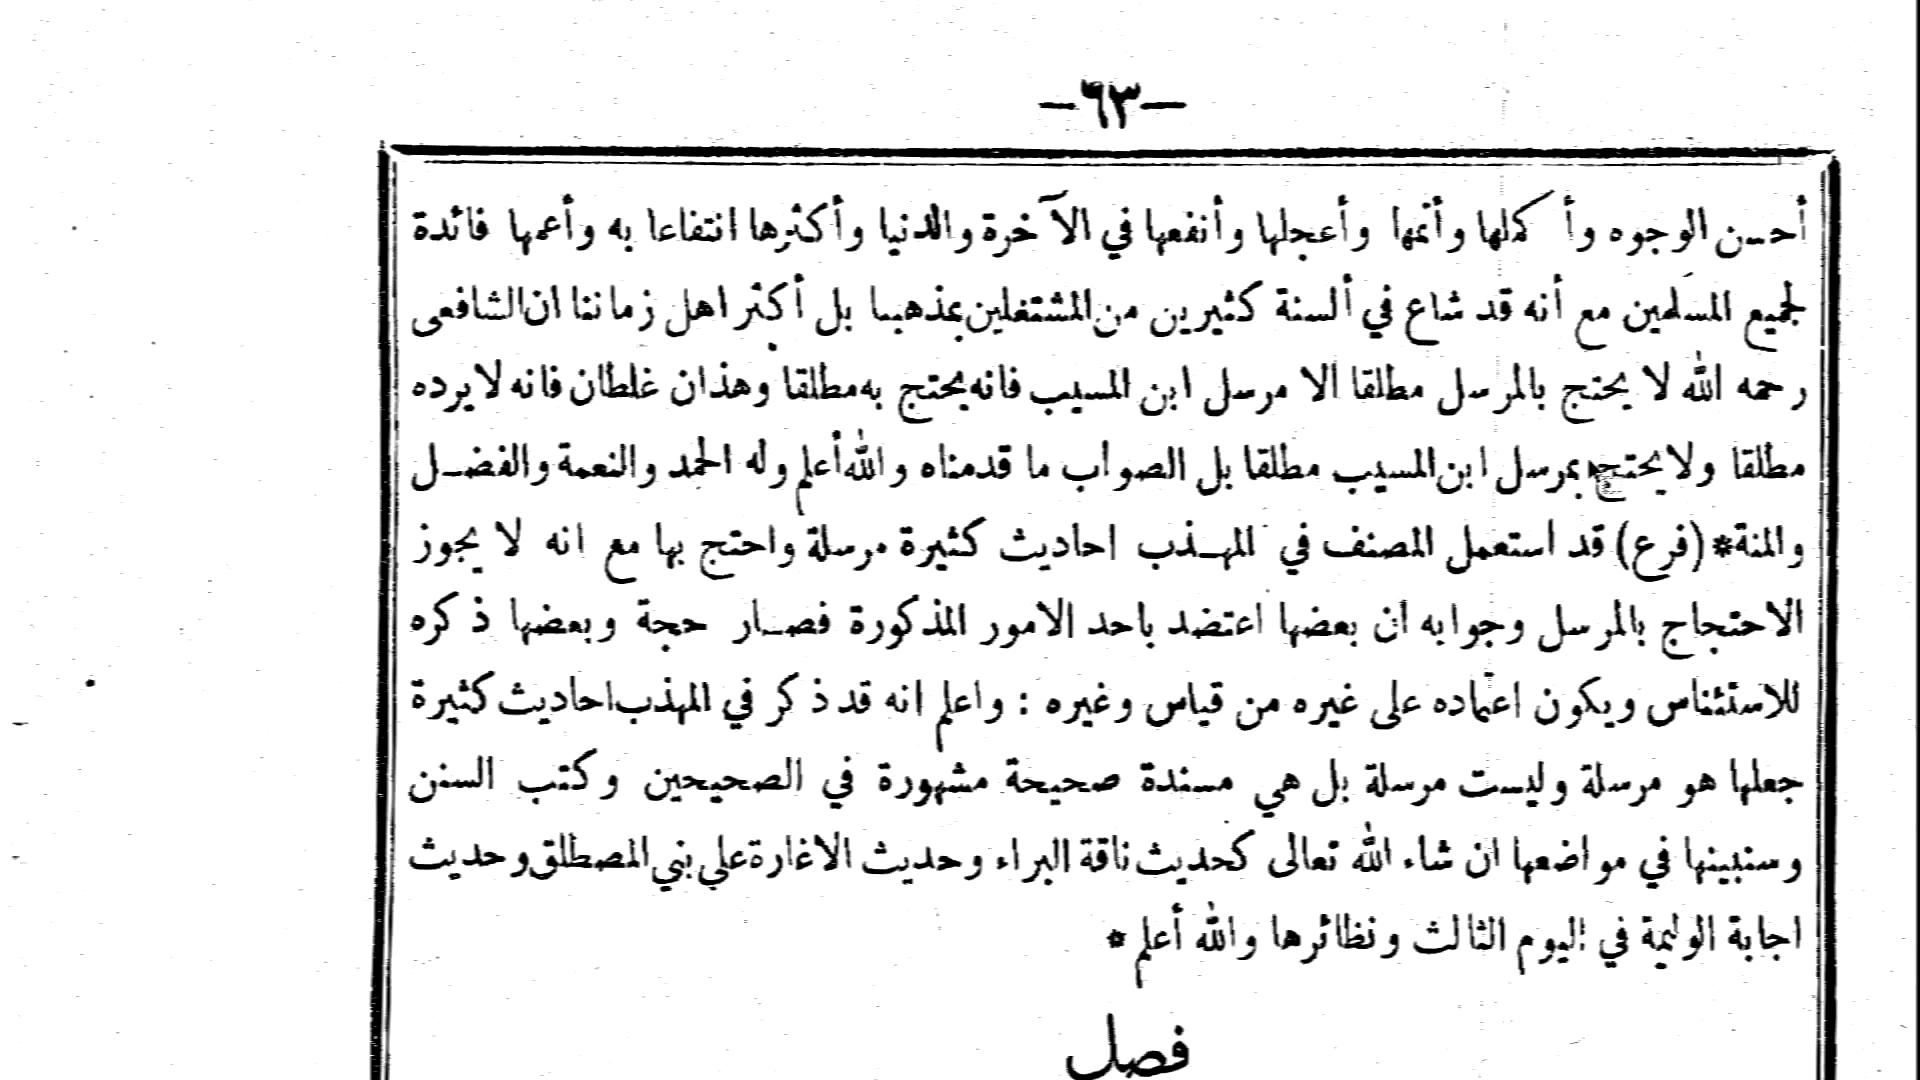 —٦٣—
أحسن الوجوه وأكملها وأتمها وأعجلها وأنفعها في الآخرة والدنيا وأكثرها انتفاعا به وأعمها فائدة
لجميع المسلمين مع أنه قد شاع في ألسنة كثيرين من المشتغلين بمذهبنا بل أكثر اهل زماننا ان الشافعى
رحمه الله لا يحتج بالمرسل مطلقا الا مرسل ابن المسيب فانه يحتج به مطلقا وهذان غلطان فانه لا يرده
مطلقا ولا يحتج بمرسل ابن المسيب مطلقا بل الصواب ما قدمناه والله أعلم وله الحمد والنعمة والفضـل
والمنة* (فرع) قد استعمل المصنف في المهـذب احاديث كثيرة مرسلة واحتج بها مع انه لا يجوز
الاحتجاج بالمرسل وجوابه ان بعضها اعتضد باحد الامور المذكورة فصـار حجة وبعضها ذكره
للاستئناس ويكون اعتماده على غيره من قياس وغيره : واعلم انه قد ذكر في المهذب احاديث كثيرة
جعلها هو مرسلة وليست مرسلة بل هي مسندة صحيحة مشهورة في الصحيحين وكتب السنن
وسنبينها في مواضعها ان شاء الله تعالى كحديث ناقة البراء وحديث الاغارة علي بني المصطلق وحديث
اجابة الوليمة في اليوم الثالث ونظائرها والله أعلم *
فصل